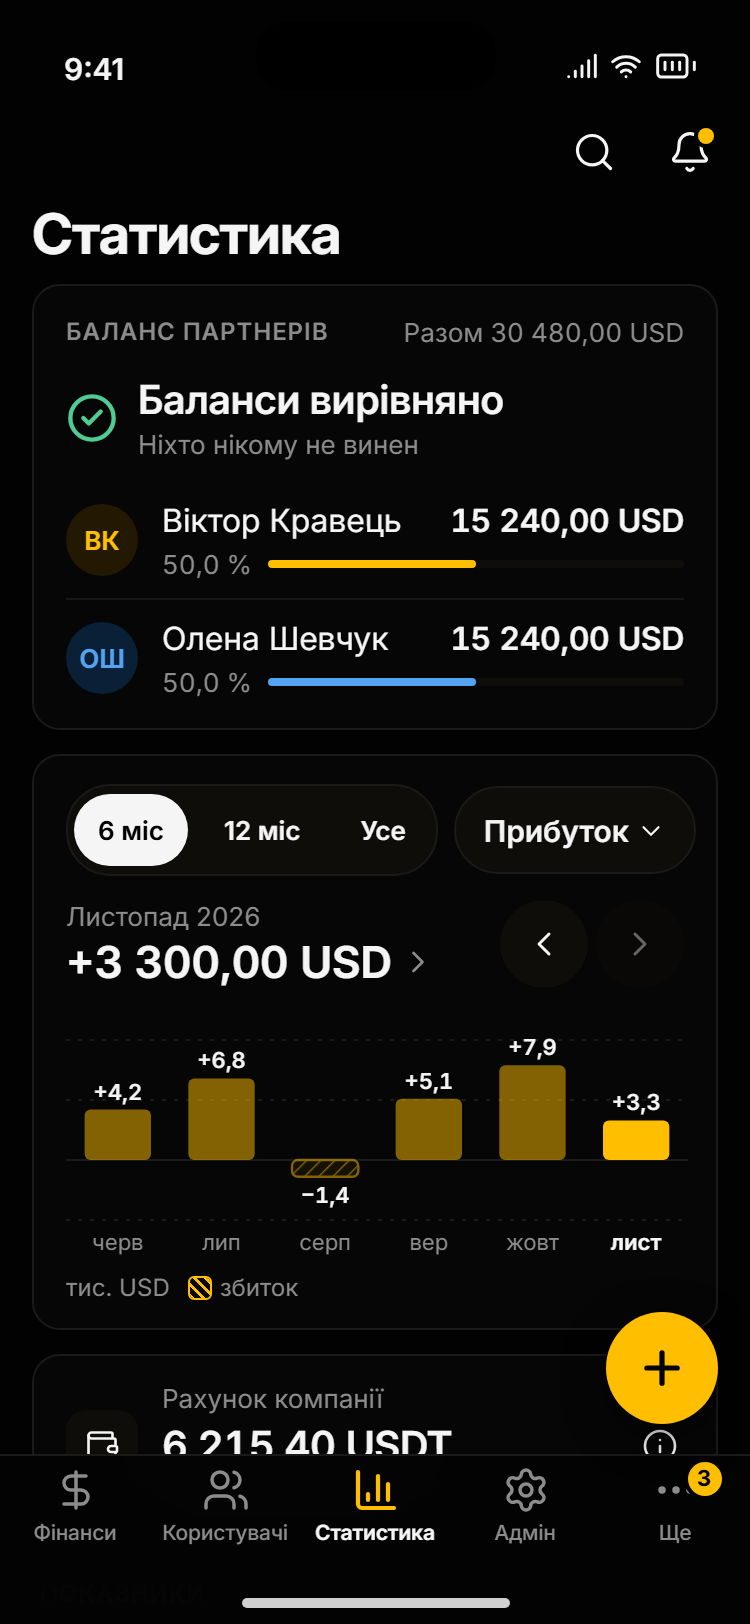 9:41
Статистика
БАЛАНС ПАРТНЕРІВ Разом 30 480,00 USD
Баланси вирівняно
Ніхто нікому не винен
ВК Віктор Кравець 15 240,00 USD
50,0 %
ОШ Олена Шевчук 15 240,00 USD
50,0 %
6 міс 12 міс Усе Прибуток
Листопад 2026
+3 300,00 USD
+4,2 +6,8 −1,4 +5,1 +7,9 +3,3
черв лип серп вер жовт лист
тис. USD збиток
Рахунок компанії
6 215,40 USDT
3
Фінанси Користувачі Статистика Адмін Ще
ПОКАЗНИКИ